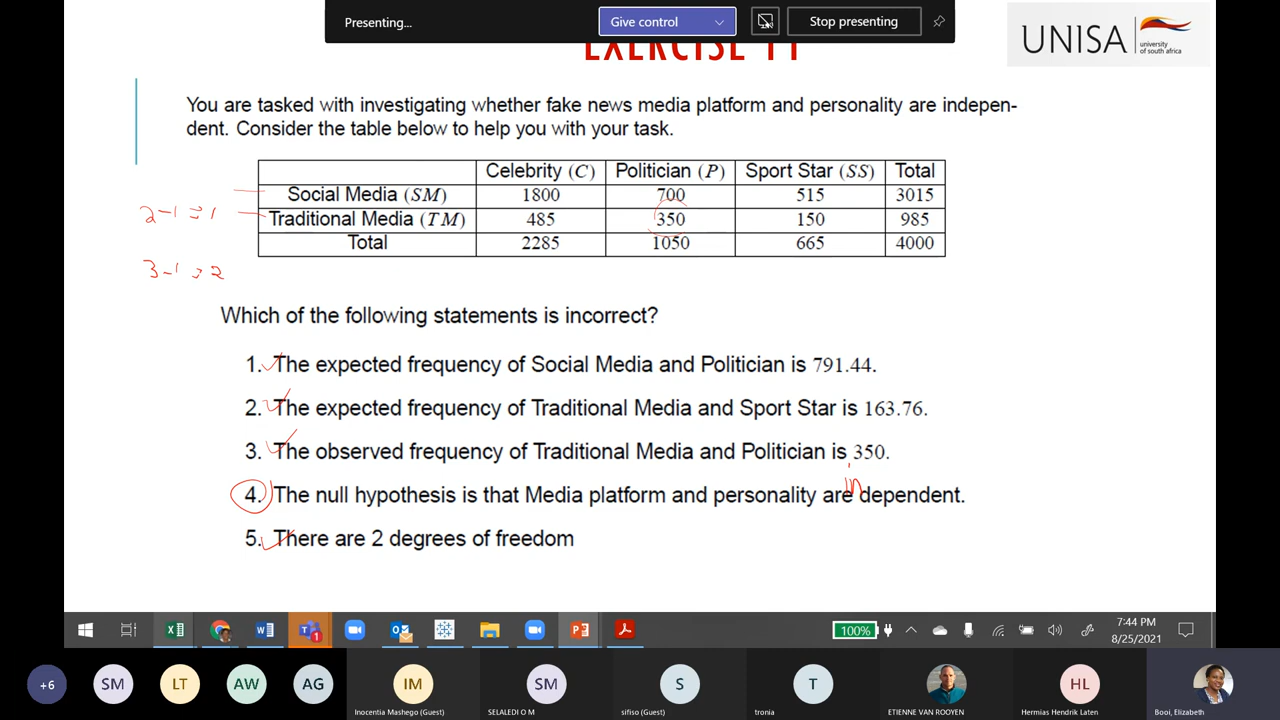 Presenting...
Give control
Stop presenting
UNISA university of south africa
EXERCISE 11
You are tasked with investigating whether fake news media platform and personality are indepen-
dent. Consider the table below to help you with your task.
Celebrity (C) Politician (P) Sport Star (SS) Total
Social Media (SM) 1800 700 515 3015
Traditional Media (TM) 485 350 150 985
Total 2285 1050 665 4000
2-1 = 1
3-1 = 2
Which of the following statements is incorrect?
1. The expected frequency of Social Media and Politician is 791.44.
2. The expected frequency of Traditional Media and Sport Star is 163.76.
3. The observed frequency of Traditional Media and Politician is 350.
in
4. The null hypothesis is that Media platform and personality are dependent.
5. There are 2 degrees of freedom
1
100%
7:44 PM
8/25/2021
+6 SM LT AW AG IM SM S T HL
Inocentia Mashego (Guest) SELALEDI O M sifiso (Guest) tronia ETIENNE VAN ROOYEN Hermias Hendrik Laten Booi, Elizabeth